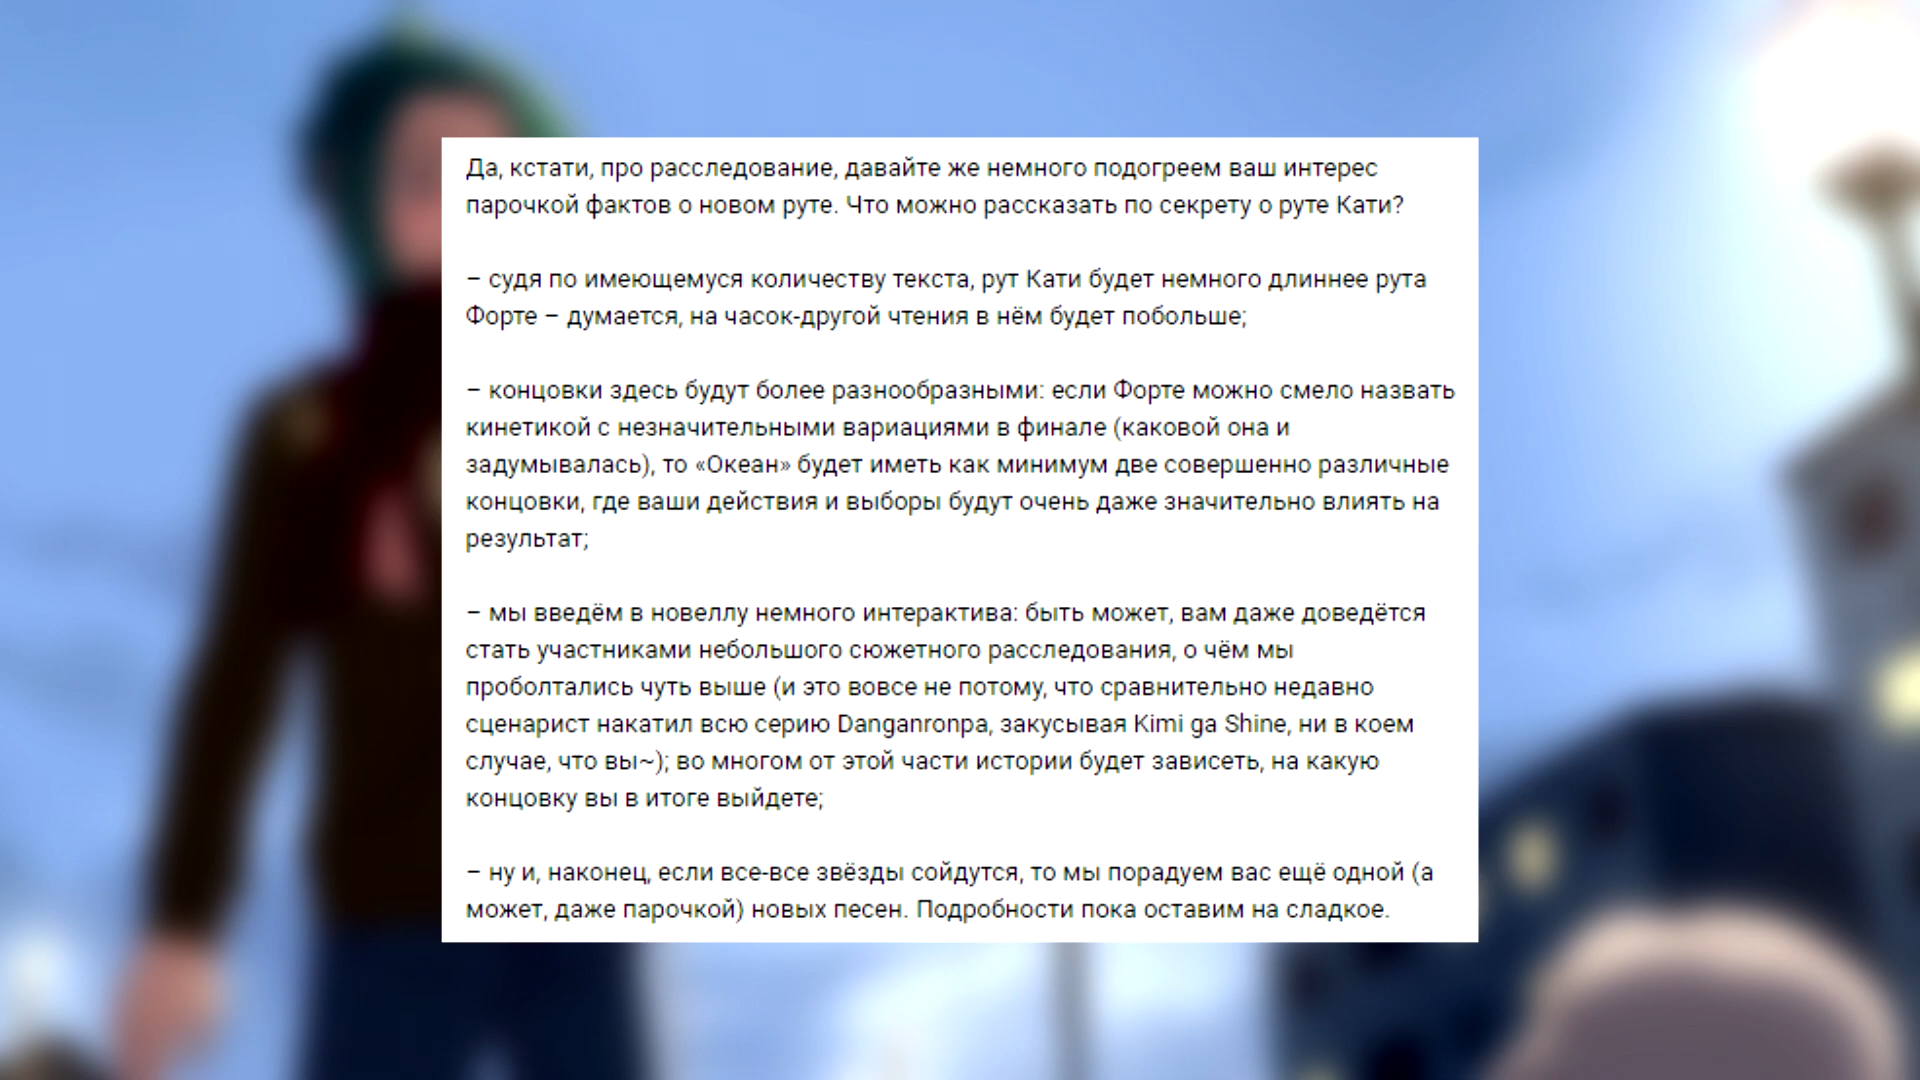 Да, кстати, про расследование, давайте же немного подогреем ваш интерес
парочкой фактов о новом руте. Что можно рассказать по секрету о руте Кати?
– судя по имеющемуся количеству текста, рут Кати будет немного длиннее рута
Форте – думается, на часок-другой чтения в нём будет побольше;
– концовки здесь будут более разнообразными: если Форте можно смело назвать
кинетикой с незначительными вариациями в финале (каковой она и
задумывалась), то «Океан» будет иметь как минимум две совершенно различные
концовки, где ваши действия и выборы будут очень даже значительно влиять на
результат;
– мы введём в новеллу немного интерактива: быть может, вам даже доведётся
стать участниками небольшого сюжетного расследования, о чём мы
проболтались чуть выше (и это вовсе не потому, что сравнительно недавно
сценарист накатил всю серию Danganronpa, закусывая Kimi ga Shine, ни в коем
случае, что вы~); во многом от этой части истории будет зависеть, на какую
концовку вы в итоге выйдете;
– ну и, наконец, если все-все звёзды сойдутся, то мы порадуем вас ещё одной (а
может, даже парочкой) новых песен. Подробности пока оставим на сладкое.